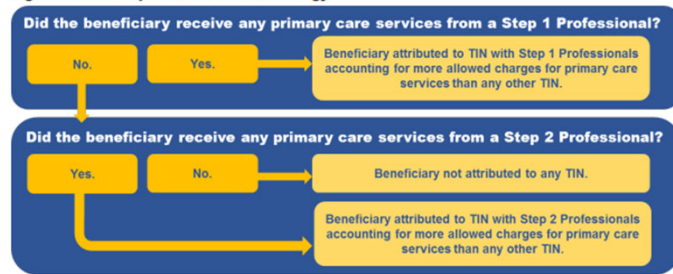 Did the beneficiary receive any primary care services from a Step 1 Professional?
No.
Yes.
Beneficiary attributed to TIN with Step 1 Professionals
accounting for more allowed charges for primary care
services than any other TIN.
Did the beneficiary receive any primary care services from a Step 2 Professional?
Yes.
No.
Beneficiary not attributed to any TIN.
Beneficiary attributed to TIN with Step 2 Professionals
accounting for more allowed charges for primary care
services than any other TIN.